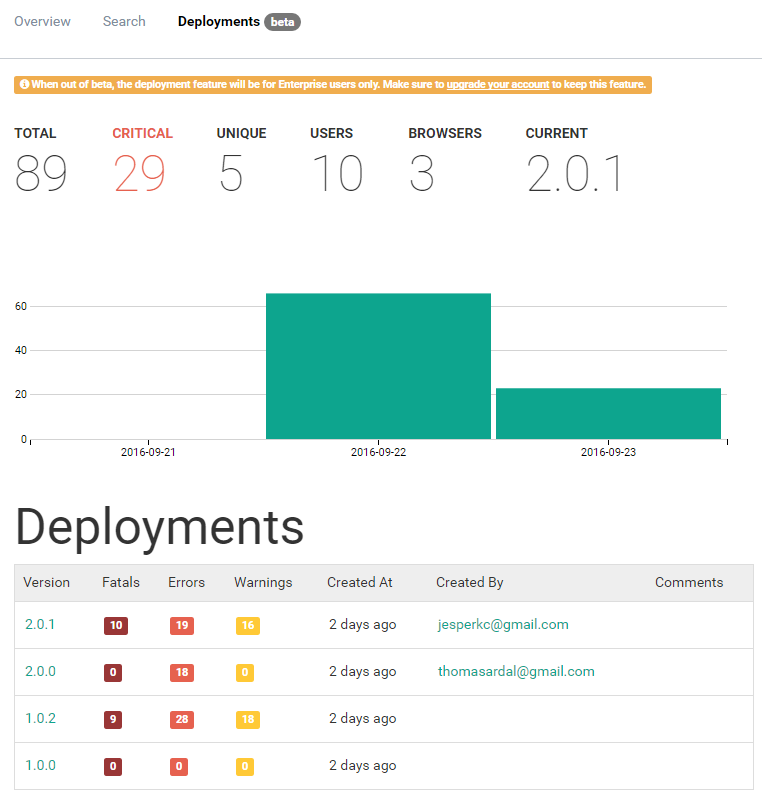 Overview Search Deployments beta
When out of beta, the deployment feature will be for Enterprise users only. Make sure to upgrade your account to keep this feature.
TOTAL CRITICAL UNIQUE USERS BROWSERS CURRENT
89 29 5 10 3 2.0.1
60
40
20
0
2016-09-21 2016-09-22 2016-09-23
Deployments
Version Fatals Errors Warnings Created At Created By Comments
2.0.1 10 19 16 2 days ago jesperkc@gmail.com
2.0.0 0 18 0 2 days ago thomasardal@gmail.com
1.0.2 9 28 18 2 days ago
1.0.0 0 0 0 2 days ago